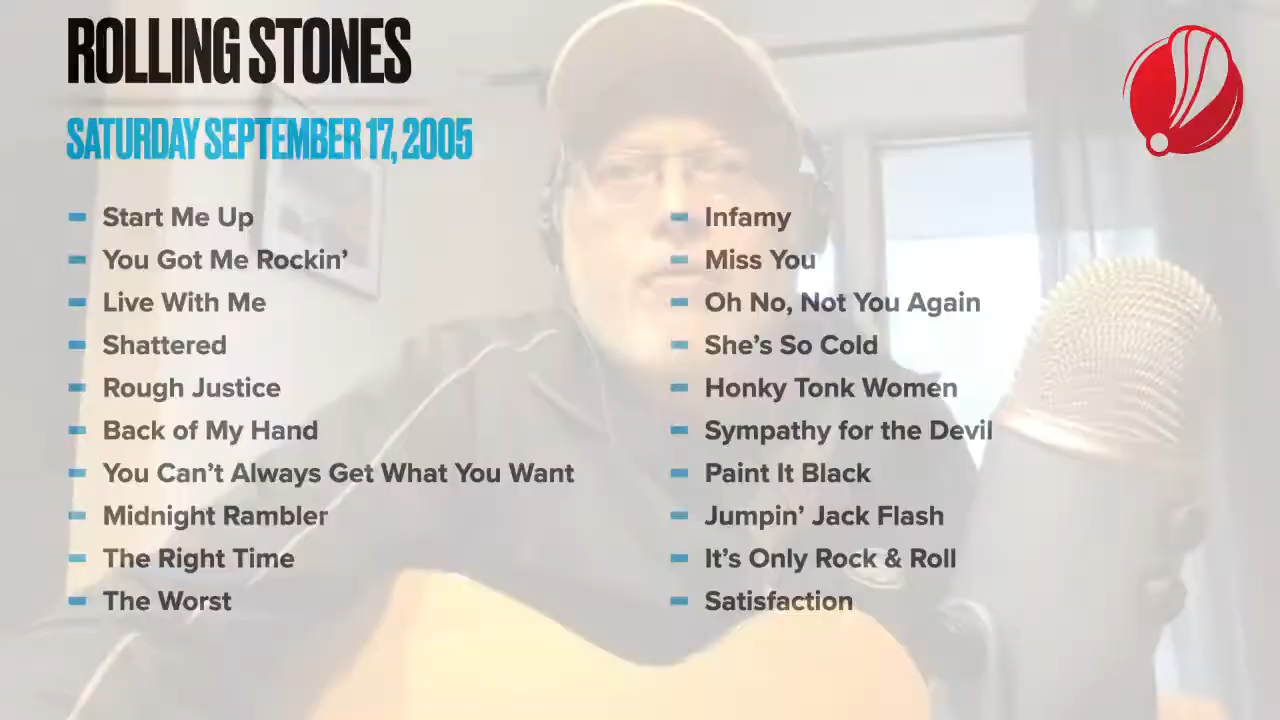 ROLLING STONES
SATURDAY SEPTEMBER 17, 2005
Start Me Up
You Got Me Rockin’
Live With Me
Shattered
Rough Justice
Back of My Hand
You Can’t Always Get What You Want
Midnight Rambler
The Right Time
The Worst
Infamy
Miss You
Oh No, Not You Again
She’s So Cold
Honky Tonk Women
Sympathy for the Devil
Paint It Black
Jumpin’ Jack Flash
It’s Only Rock & Roll
Satisfaction